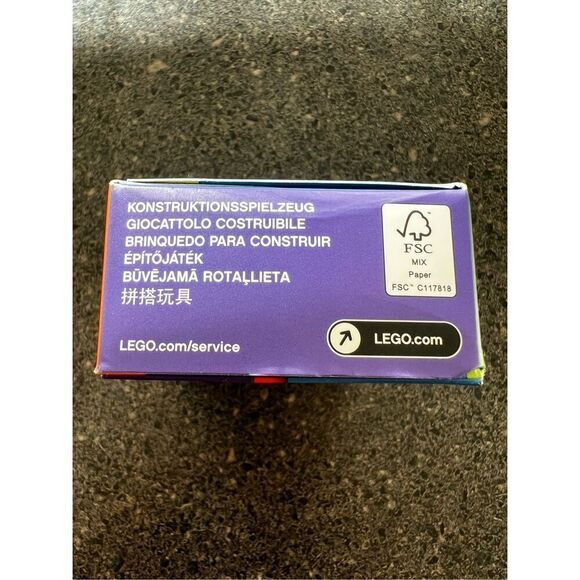 KONSTRUKTIONSSPIELZEUG
GIOCATTOLO COSTRUIBILE
BRINQUEDO PARA CONSTRUIR
ÉPÍTŐJÁTÉK
BŪVĒJAMĀ ROTAĻLIETA
拼搭玩具
LEGO.com/service
FSC
MIX
Paper
FSC™ C117818
LEGO.com